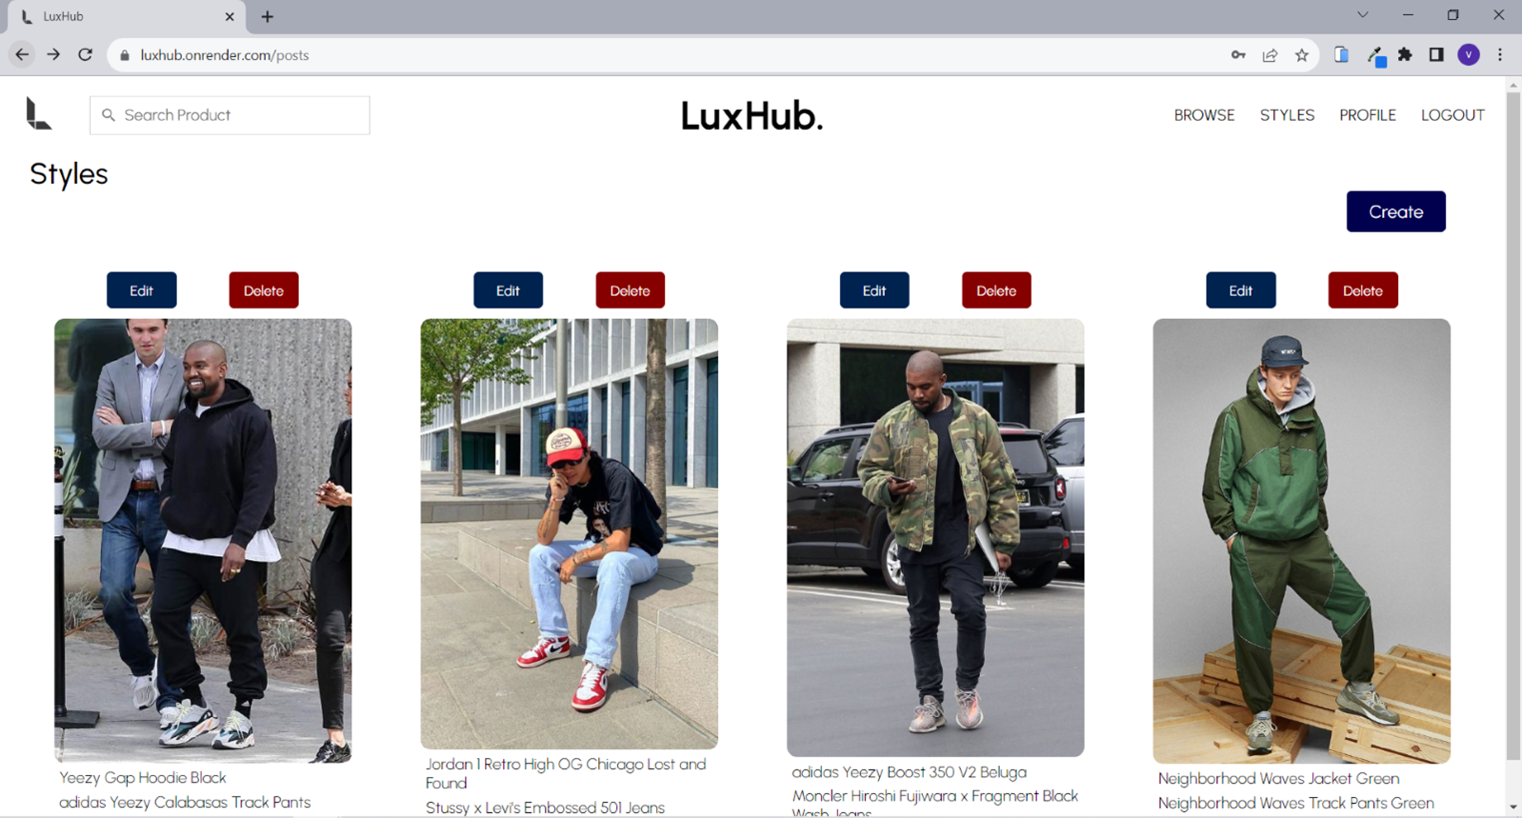 LuxHub
luxhub.onrender.com/posts
V
Search Product
LuxHub.
BROWSE STYLES PROFILE LOGOUT
Styles
Create
Edit Delete Edit Delete Edit Delete Edit Delete
Yeezy Gap Hoodie Black
adidas Yeezy Calabasas Track Pants
Jordan 1 Retro High OG Chicago Lost and
Found
Stussy x Levi's Embossed 501 Jeans
adidas Yeezy Boost 350 V2 Beluga
Moncler Hiroshi Fujiwara x Fragment Black
Wash Jeans
Neighborhood Waves Jacket Green
Neighborhood Waves Track Pants Green